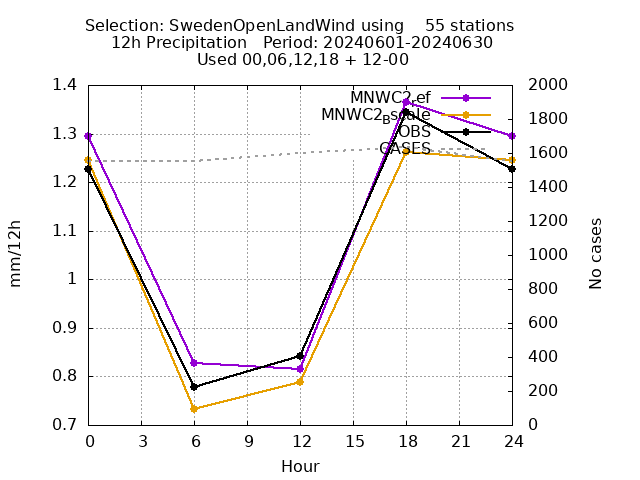 Selection: SwedenOpenLandWind using 55 stations
12h Precipitation Period: 20240601-20240630
Used 00,06,12,18 + 12-00
MNWC2_ef
MNWC2_Bscale
OBS
CASES
1.4
1.3
1.2
1.1
1
0.9
0.8
0.7
2000
1800
1600
1400
1200
1000
800
600
400
200
0
mm/12h
No cases
0 3 6 9 12 15 18 21 24
Hour